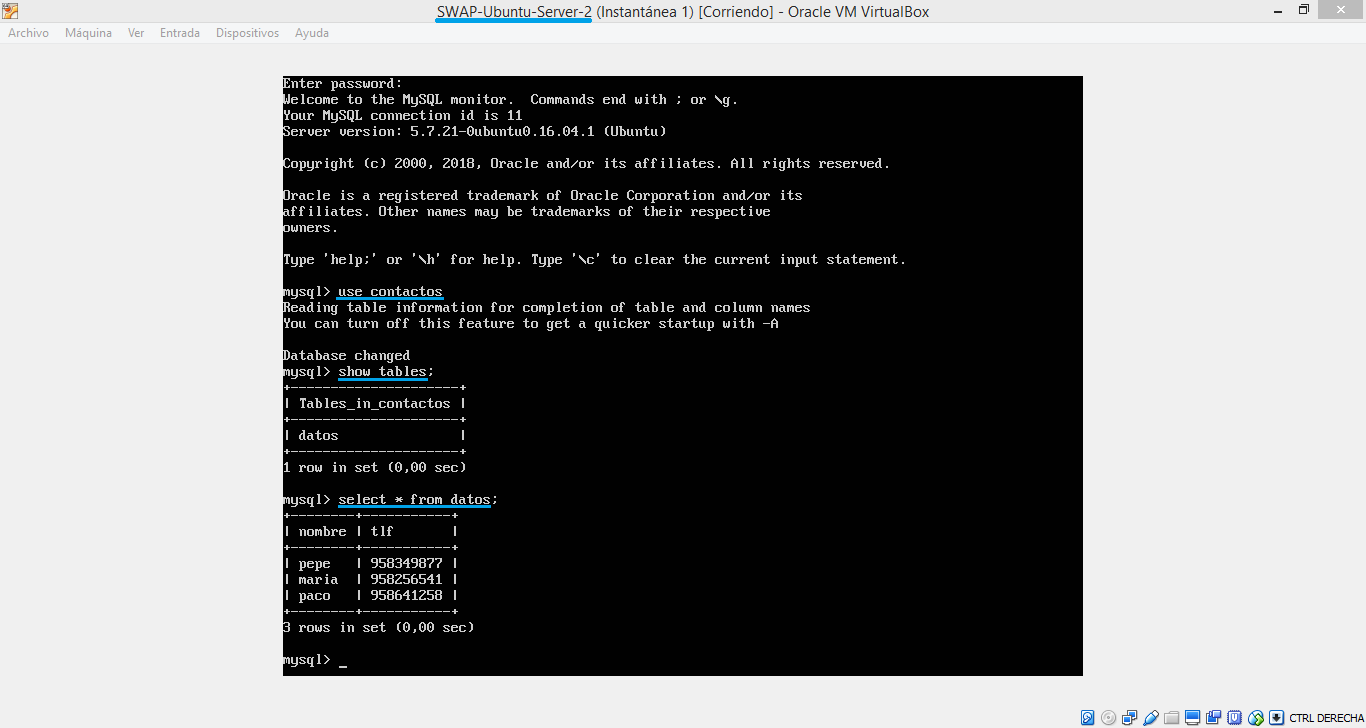 SWAP-Ubuntu-Server-2 (Instantánea 1) [Corriendo] - Oracle VM VirtualBox
Archivo Máquina Ver Entrada Dispositivos Ayuda
Enter password:
Welcome to the MySQL monitor.  Commands end with ; or \g.
Your MySQL connection id is 11
Server version: 5.7.21-0ubuntu0.16.04.1 (Ubuntu)
Copyright (c) 2000, 2018, Oracle and/or its affiliates. All rights reserved.
Oracle is a registered trademark of Oracle Corporation and/or its
affiliates. Other names may be trademarks of their respective
owners.
Type 'help;' or '\h' for help. Type '\c' to clear the current input statement.
mysql> use contactos
Reading table information for completion of table and column names
You can turn off this feature to get a quicker startup with -A
Database changed
mysql> show tables;
+---------------------+
| Tables_in_contactos |
+---------------------+
| datos               |
+---------------------+
1 row in set (0,00 sec)
mysql> select * from datos;
+--------+-----------+
| nombre | tlf       |
+--------+-----------+
| pepe   | 958349877 |
| maria  | 958256541 |
| paco   | 958641258 |
+--------+-----------+
3 rows in set (0,00 sec)
mysql> _
CTRL DERECHA